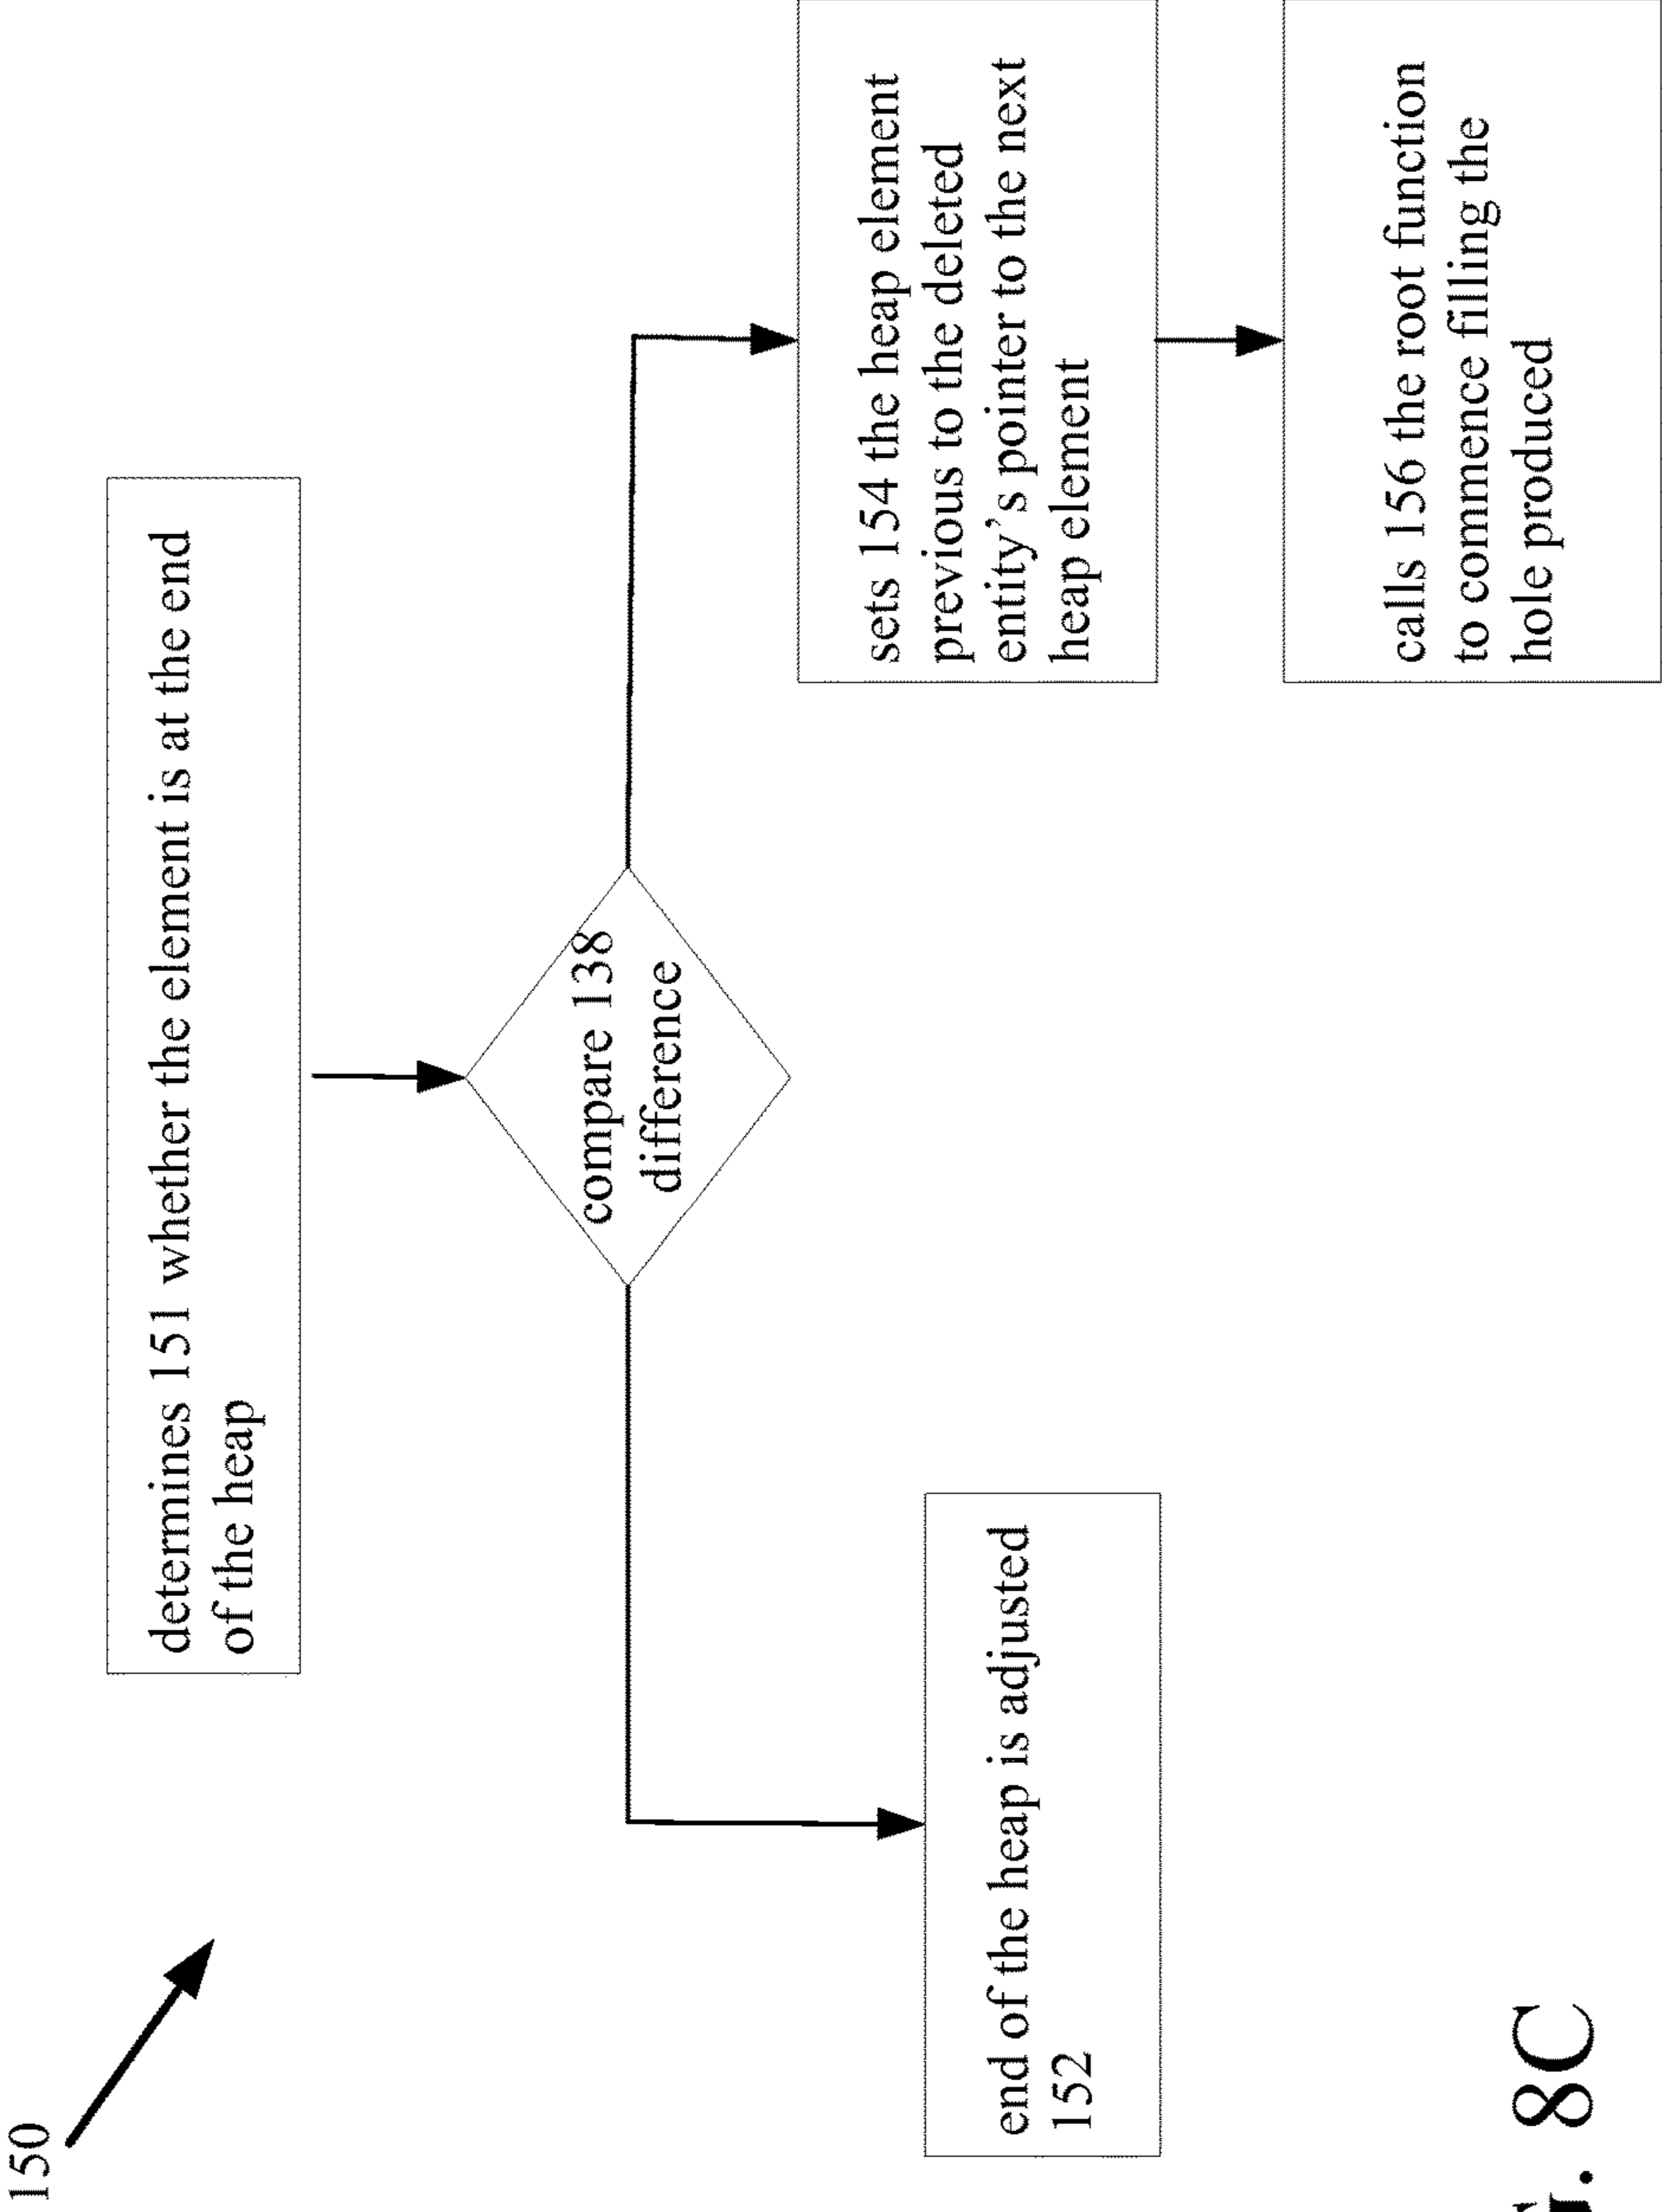 150
determines 151 whether the element is at the end
of the heap
compare 138
difference
end of the heap is adjusted
152
sets 154 the heap element
previous to the deleted
entity’s pointer to the next
heap element
calls 156 the root function
to commence filling the
hole produced
8C